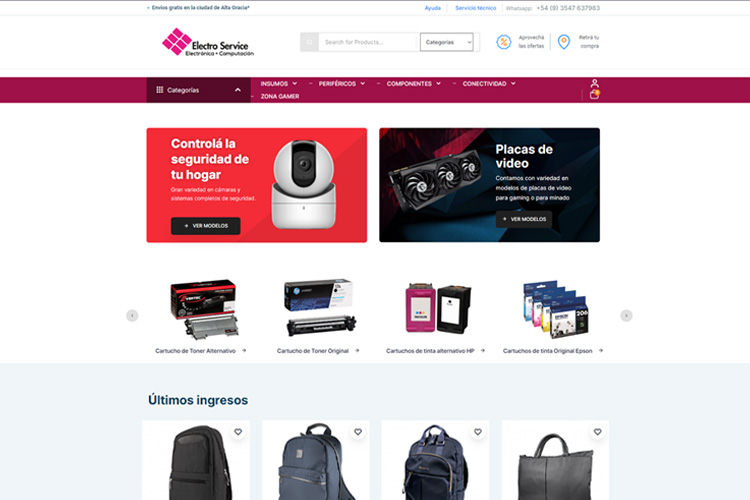 Envios gratis en la ciudad de Alta Gracia*
Ayuda
Servicio técnico
Whatsapp: +54 (9) 3547 637983
Electro Service
Electrónica • Computación
Search for Products...
Categorías
Aprovechá
las ofertas
Retirá tu
compra
Categorías
INSUMOS
PERIFÉRICOS
COMPONENTES
CONECTIVIDAD
ZONA GAMER
Controlá la
seguridad de
tu hogar
Gran variedad en cámaras y
sistemas completos de seguridad.
VER MODELOS
Placas de
video
Contamos con variedad en
modelos de placas de video
para gaming o para minado
VER MODELOS
Cartucho de Toner Alternativo
Cartucho de Toner Original
Cartuchos de tinta alternativo HP
Cartuchos de tinta Original Epson
EPSON
206
Últimos ingresos